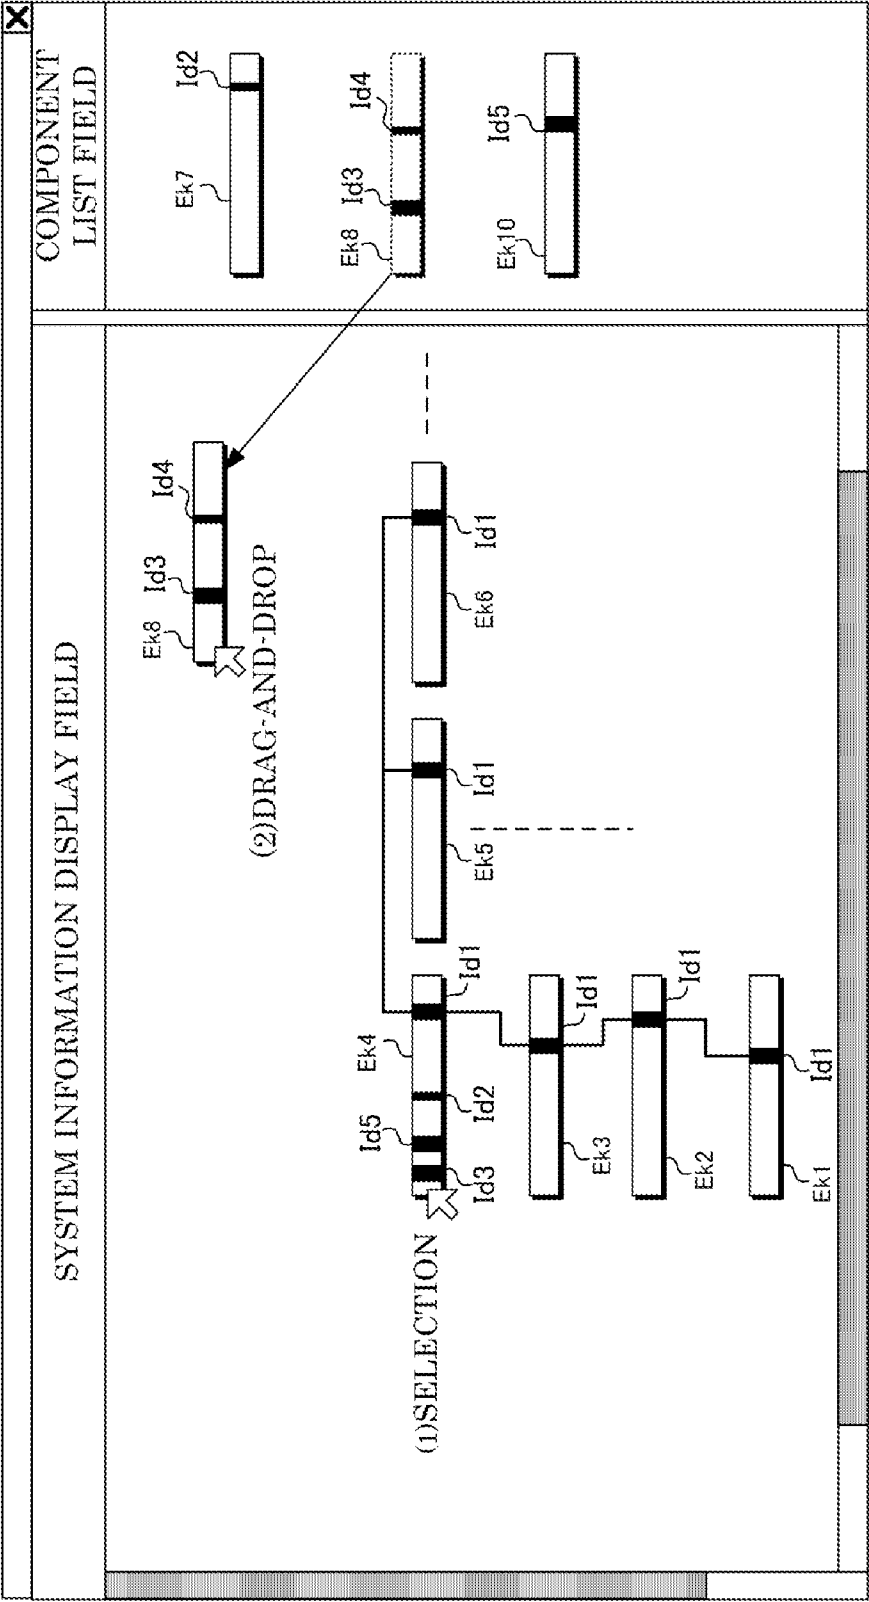 SYSTEM INFORMATION DISPLAY FIELD
COMPONENT
LIST FIELD
Ek8
Id3
Id4
(2)DRAG-AND-DROP
Ek7
Id2
Ek8
Id3
Id4
Ek10
Id5
(1)SELECTION
Id5
Ek4
Id3
Id2
Id1
Ek5
Id1
Ek6
Id1
Ek3
Id1
Ek2
Id1
Ek1
Id1